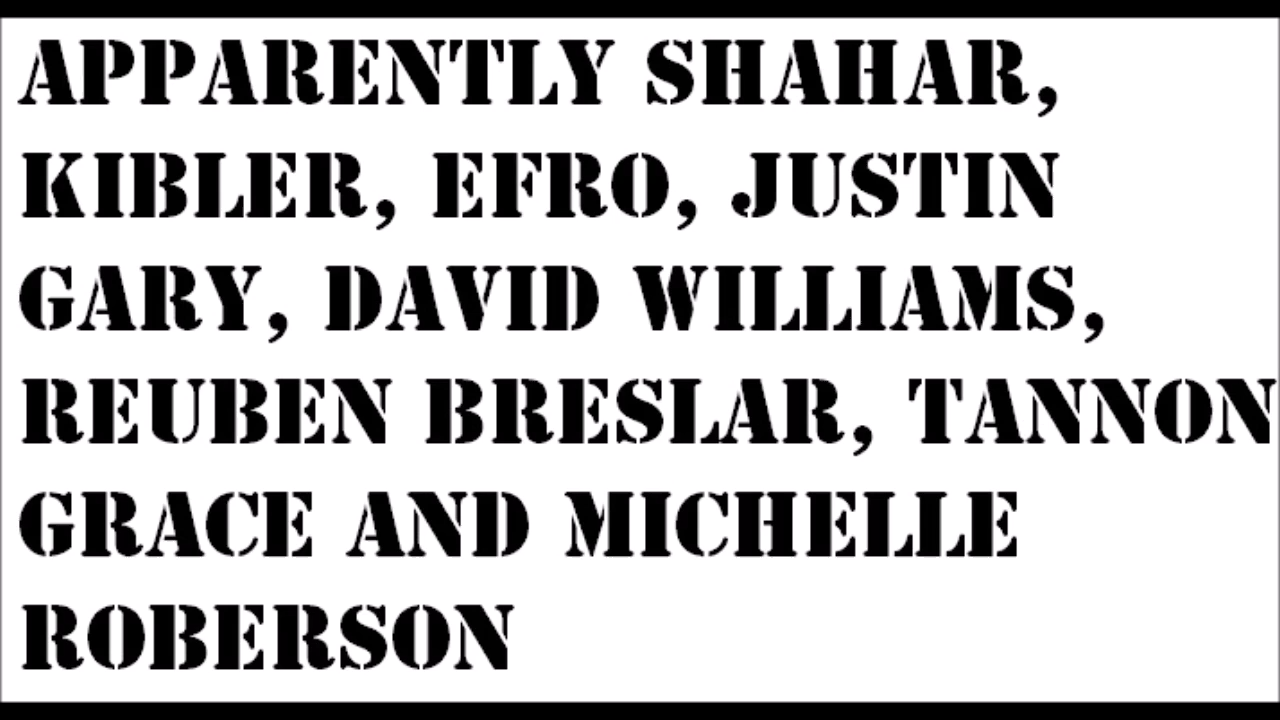 APPARENTLY SHAHAR,
KIBLER, EFRO, JUSTIN
GARY, DAVID WILLIAMS,
REUBEN BRESLAR, TANNON
GRACE AND MICHELLE
ROBERSON